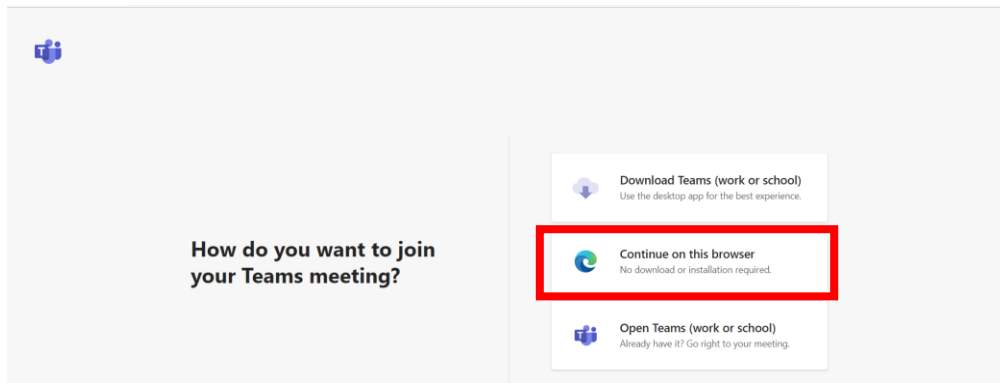 How do you want to join
your Teams meeting?
Download Teams (work or school)
Use the desktop app for the best experience.
Continue on this browser
No download or installation required.
Open Teams (work or school)
Already have it? Go right to your meeting.